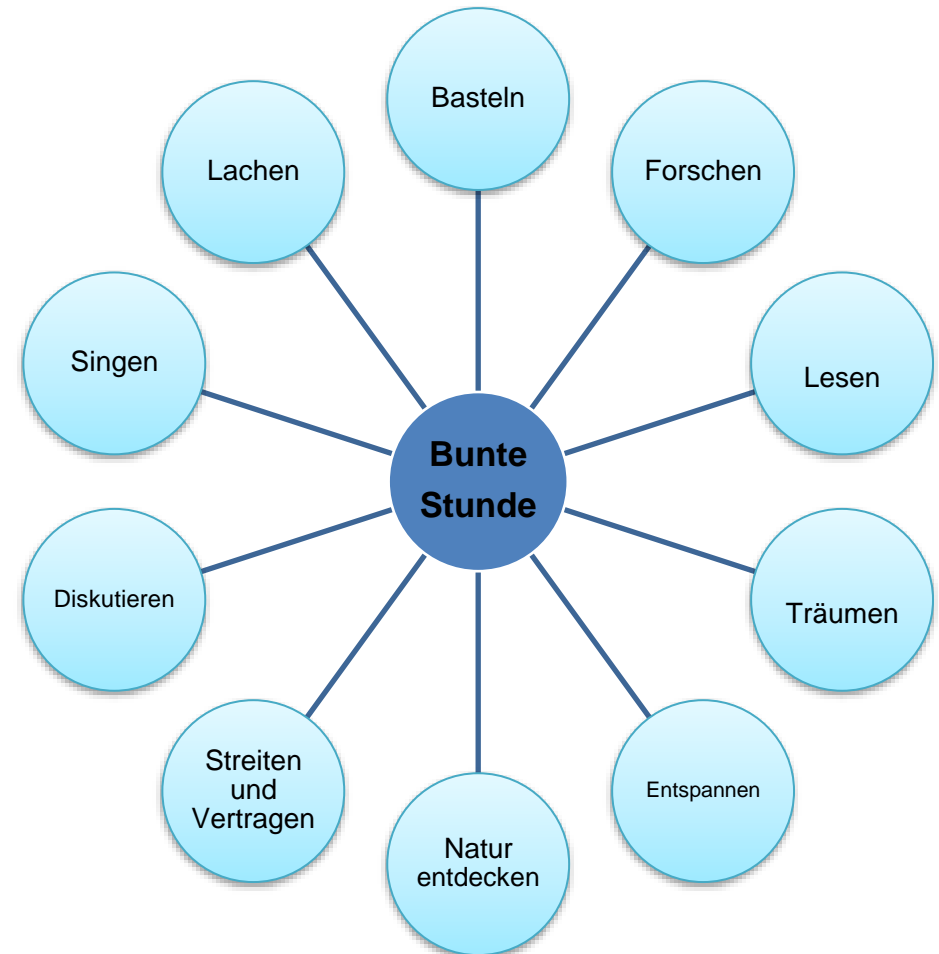 Basteln
Lachen
Forschen
Singen
Lesen
Bunte
Stunde
Diskutieren
Träumen
Streiten
und
Vertragen
Entspannen
Natur
entdecken